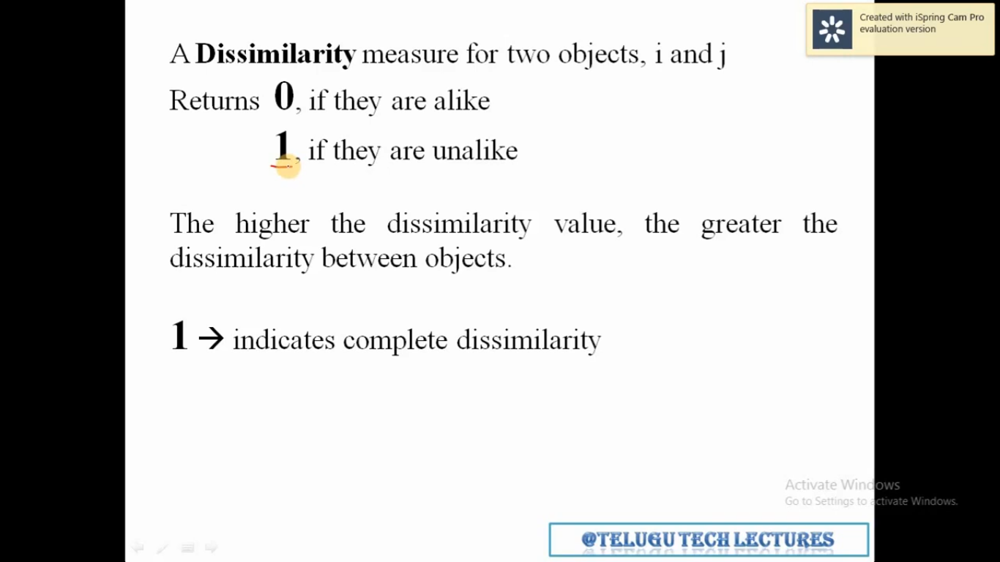 Created with iSpring Cam Pro
evaluation version
A Dissimilarity measure for two objects, i and j
Returns 0, if they are alike
1, if they are unalike
The higher the dissimilarity value, the greater the
dissimilarity between objects.
1 → indicates complete dissimilarity
Activate Windows
Go to Settings to activate Windows.
@TELUGU TECH LECTURES